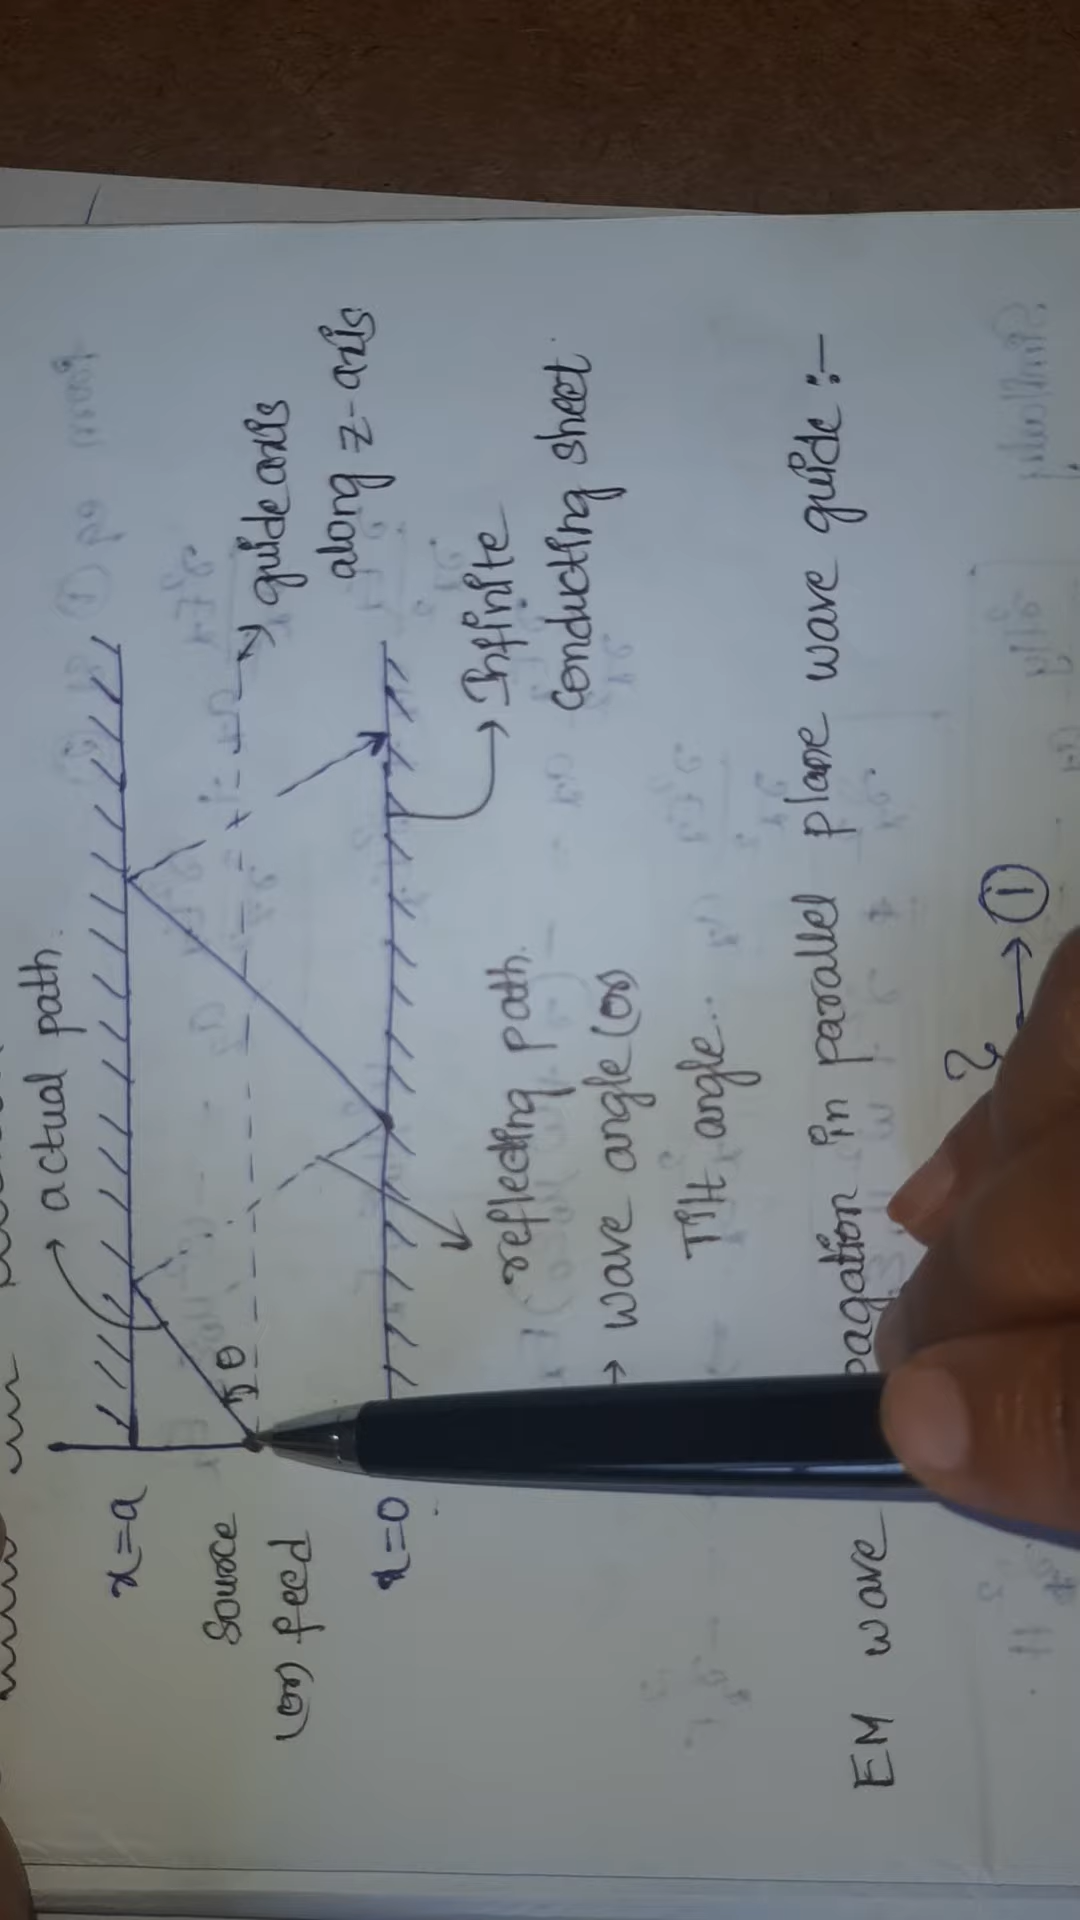 actual path.
x=a
Source
(or) feed
θ
guide axis
along z-axis
x=0
Infinite
Conducting sheet.
reflecting path.
→ wave angle (or)
Tilt angle..
EM wave pagation in parallel plane wave guide :-
→ ①